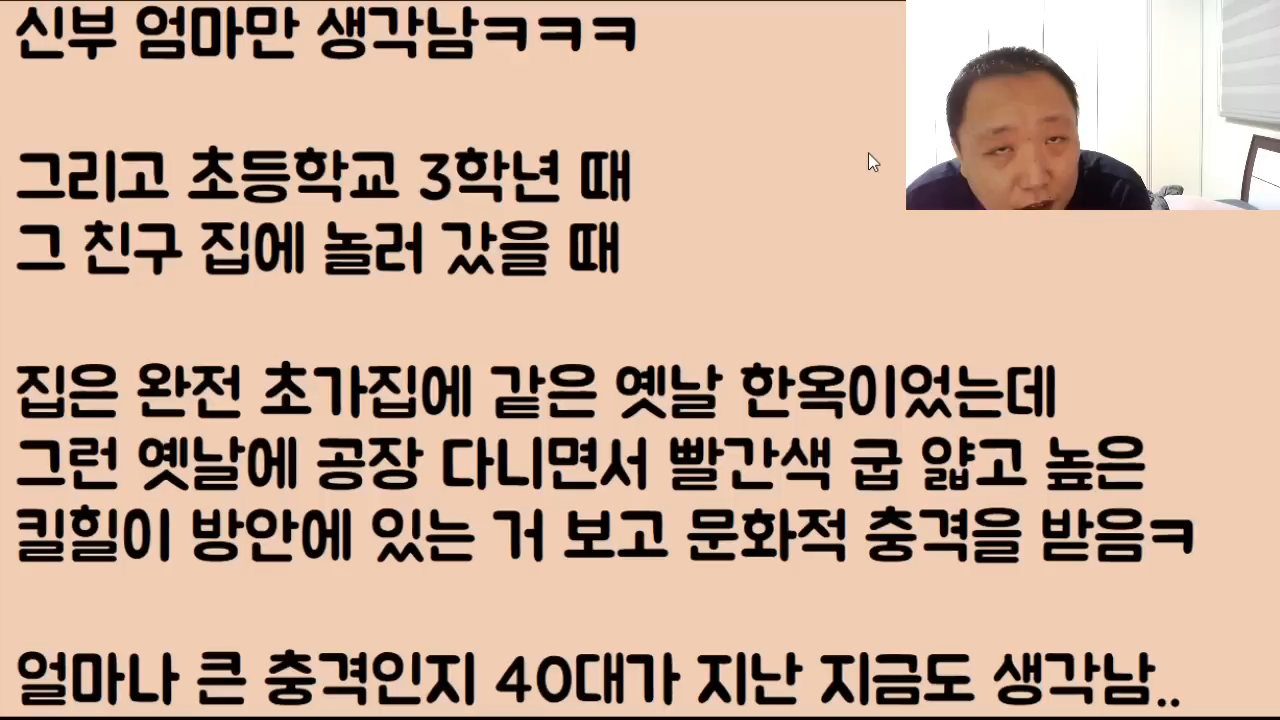 신부 엄마만 생각남ㅋㅋㅋ
그리고 초등학교 3학년 때
그 친구 집에 놀러 갔을 때
집은 완전 초가집에 같은 옛날 한옥이었는데
그런 옛날에 공장 다니면서 빨간색 굽 얇고 높은
킬힐이 방안에 있는 거 보고 문화적 충격을 받음ㅋ
얼마나 큰 충격인지 40대가 지난 지금도 생각남..